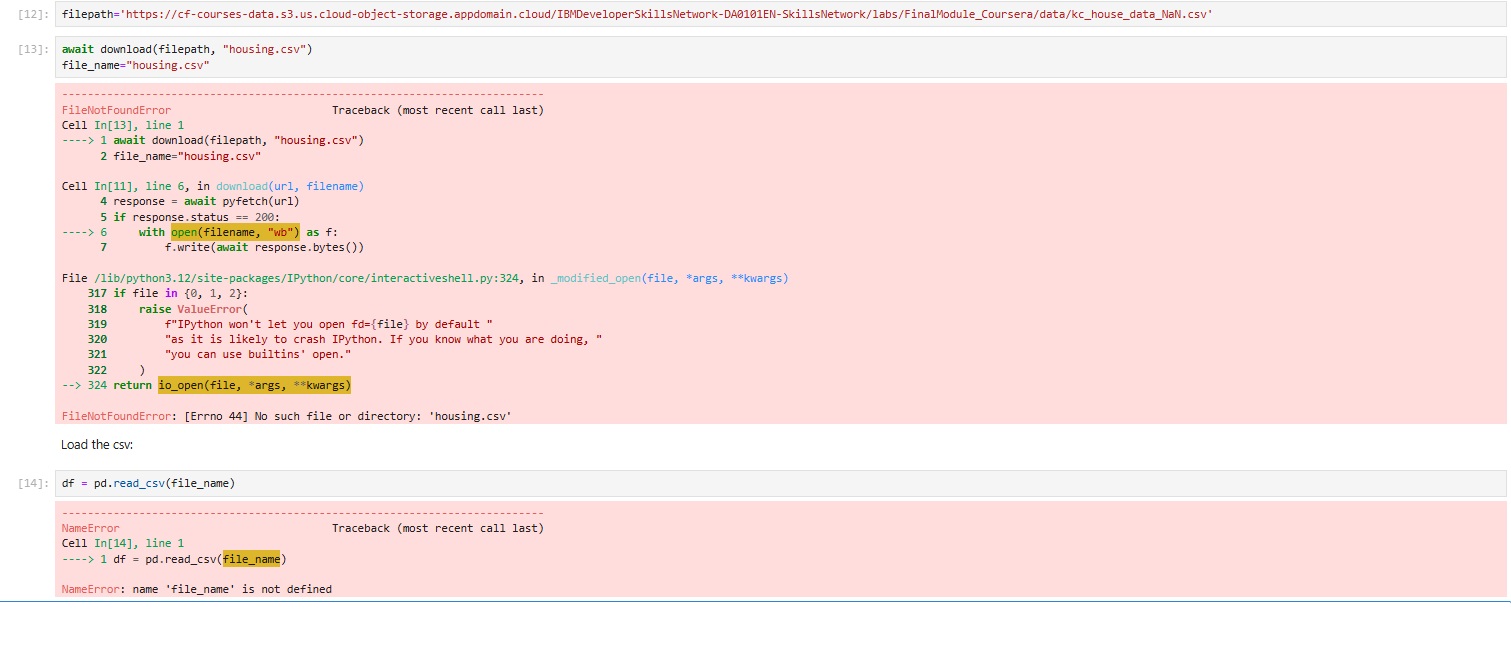 [12]: filepath='https://cf-courses-data.s3.us.cloud-object-storage.appdomain.cloud/IBMDeveloperSkillsNetwork-DA0101EN-SkillsNetwork/labs/FinalModule_Coursera/data/kc_house_data_NaN.csv'
[13]: await download(filepath, "housing.csv")
file_name="housing.csv"
---------------------------------------------------------------------------
FileNotFoundError                         Traceback (most recent call last)
Cell In[13], line 1
----> 1 await download(filepath, "housing.csv")
      2 file_name="housing.csv"
Cell In[11], line 6, in download(url, filename)
      4 response = await pyfetch(url)
      5 if response.status == 200:
----> 6     with open(filename, "wb") as f:
      7         f.write(await response.bytes())
File /lib/python3.12/site-packages/IPython/core/interactiveshell.py:324, in _modified_open(file, *args, **kwargs)
    317 if file in {0, 1, 2}:
    318     raise ValueError(
    319         f"IPython won't let you open fd={file} by default "
    320         "as it is likely to crash IPython. If you know what you are doing, "
    321         "you can use builtins' open."
    322     )
--> 324 return io_open(file, *args, **kwargs)
FileNotFoundError: [Errno 44] No such file or directory: 'housing.csv'
Load the csv:
[14]: df = pd.read_csv(file_name)
---------------------------------------------------------------------------
NameError                                 Traceback (most recent call last)
Cell In[14], line 1
----> 1 df = pd.read_csv(file_name)
NameError: name 'file_name' is not defined